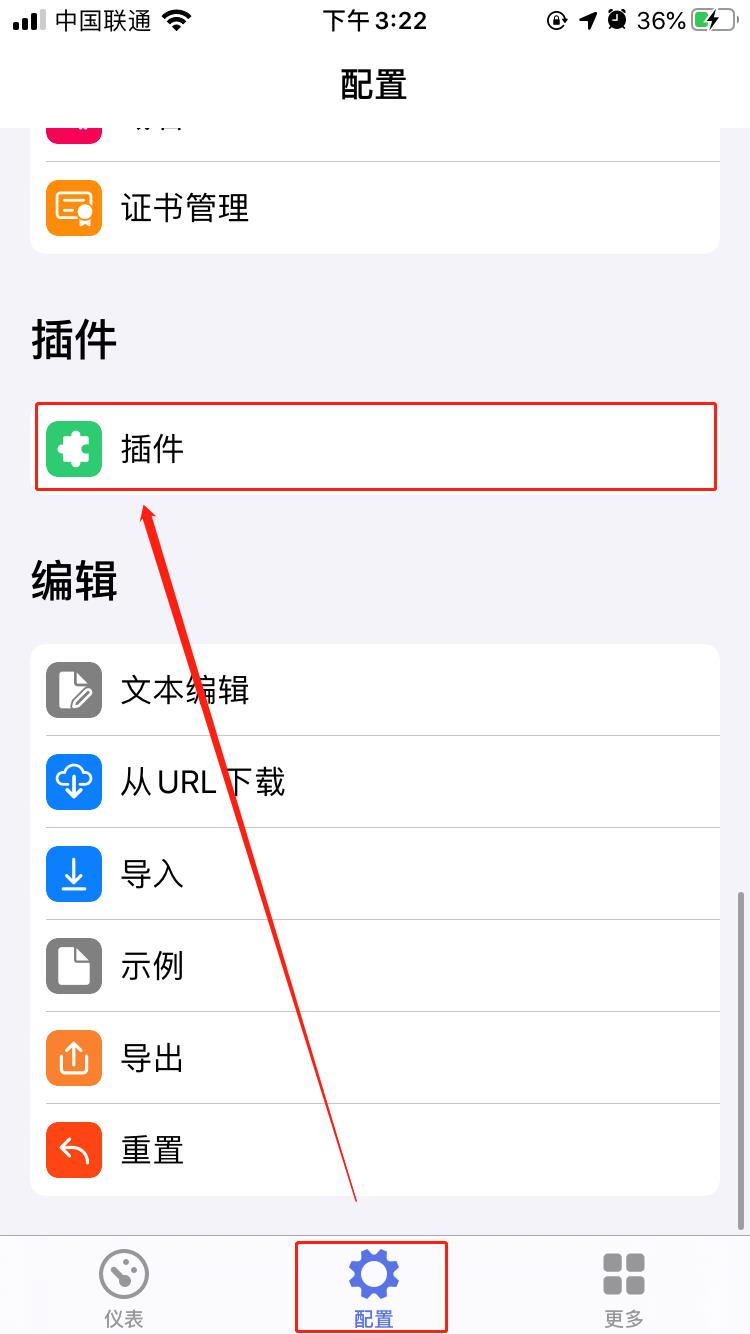 中国联通
下午 3:22
36%
配置
证书管理
插件
插件
编辑
文本编辑
从 URL 下载
导入
示例
导出
重置
仪表
配置
更多